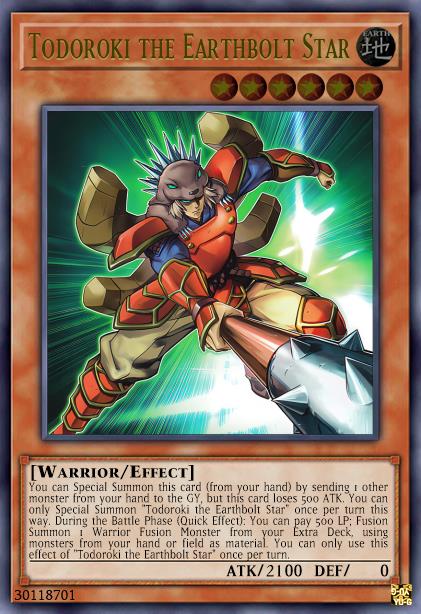 TODOROKI THE EARTHBOLT STAR
EARTH
地
[WARRIOR/EFFECT]
You can Special Summon this card (from your hand) by sending 1 other
monster from your hand to the GY, but this card loses 500 ATK. You can
only Special Summon "Todoroki the Earthbolt Star" once per turn this
way. During the Battle Phase (Quick Effect): You can pay 500 LP; Fusion
Summon 1 Warrior Fusion Monster from your Extra Deck, using
monsters from your hand or field as material. You can only use this
effect of "Todoroki the Earthbolt Star" once per turn.
ATK/2100 DEF/ 0
30118701